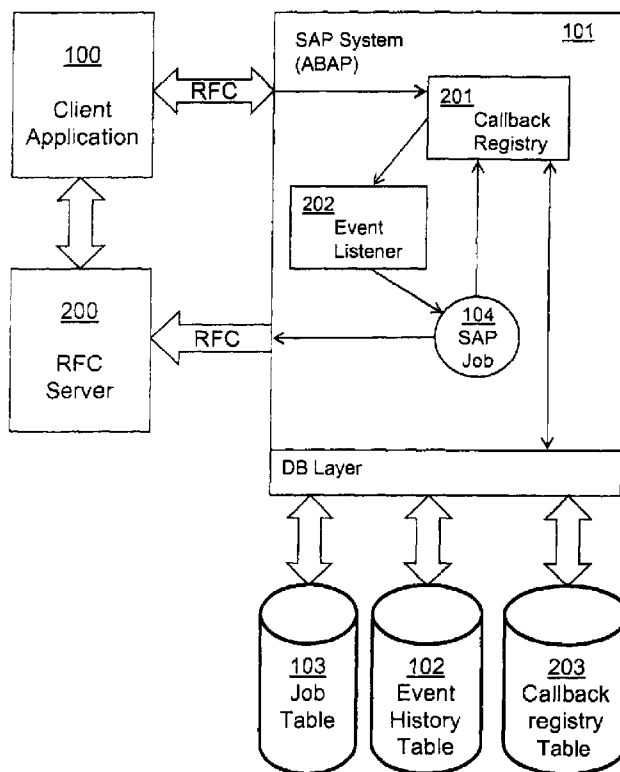 100
Client
Application
RFC
SAP System
(ABAP)
101
201
Callback
Registry
202
Event
Listener
200
RFC
Server
RFC
104
SAP
Job
DB Layer
103
Job
Table
102
Event
History
Table
203
Callback
registry
Table